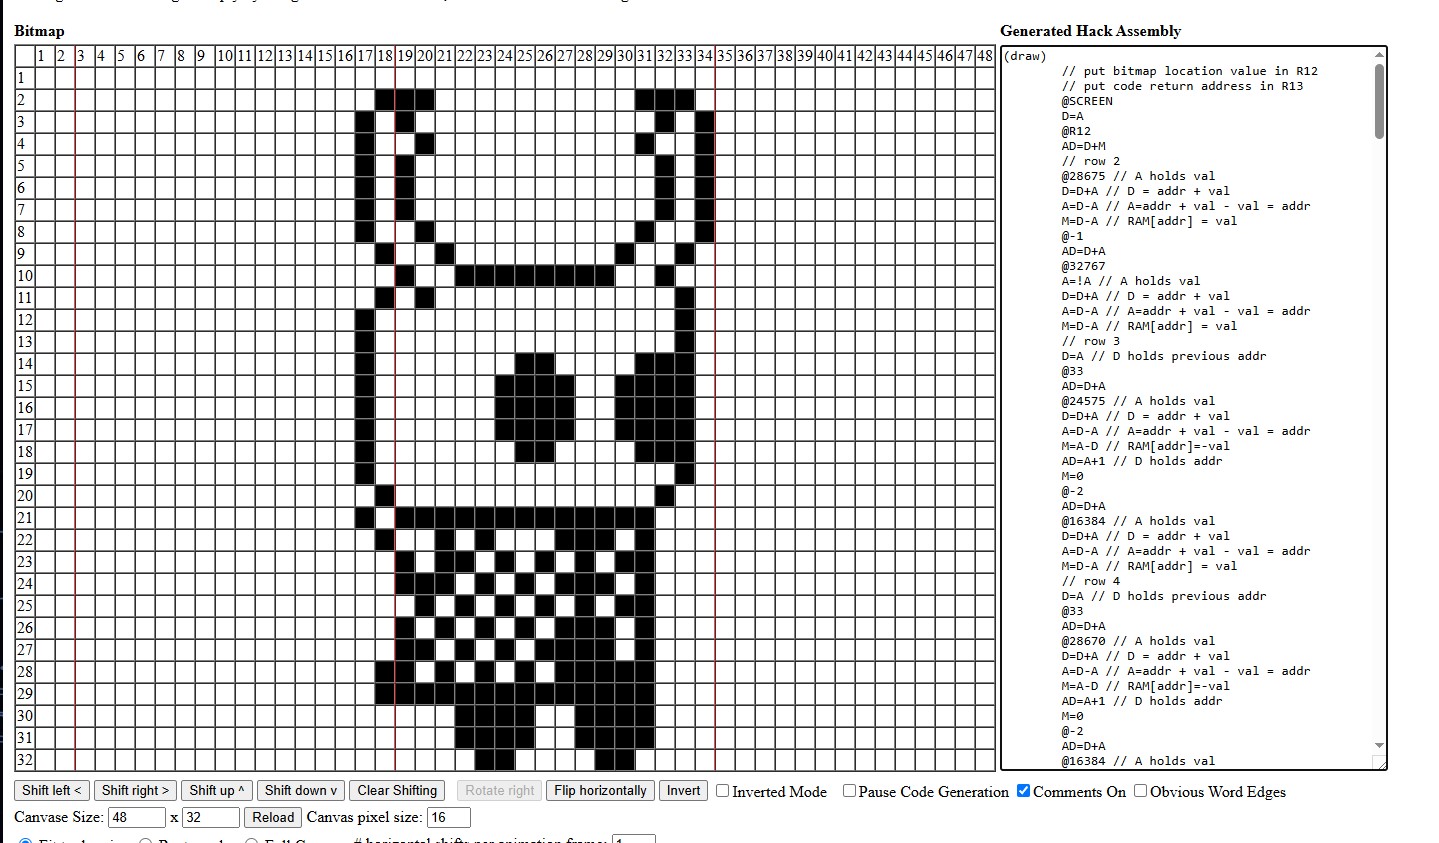 Bitmap
1 2 3 4 5 6 7 8 9 10 11 12 13 14 15 16 17 18 19 20 21 22 23 24 25 26 27 28 29 30 31 32 33 34 35 36 37 38 39 40 41 42 43 44 45 46 47 48
1
2
3
4
5
6
7
8
9
10
11
12
13
14
15
16
17
18
19
20
21
22
23
24
25
26
27
28
29
30
31
32
Generated Hack Assembly
(draw)
// put bitmap location value in R12
// put code return address in R13
@SCREEN
D=A
@R12
AD=D+M
// row 2
@28675 // A holds val
D=D+A // D = addr + val
A=D-A // A=addr + val - val = addr
M=D-A // RAM[addr] = val
@-1
AD=D+A
@32767
A=!A // A holds val
D=D+A // D = addr + val
A=D-A // A=addr + val - val = addr
M=D-A // RAM[addr] = val
// row 3
D=A // D holds previous addr
@33
AD=D+A
@24575 // A holds val
D=D+A // D = addr + val
A=D-A // A=addr + val - val = addr
M=A-D // RAM[addr]=-val
AD=A+1 // D holds addr
M=0
@-2
AD=D+A
@16384 // A holds val
D=D+A // D = addr + val
A=D-A // A=addr + val - val = addr
M=D-A // RAM[addr] = val
// row 4
D=A // D holds previous addr
@33
AD=D+A
@28670 // A holds val
D=D+A // D = addr + val
A=D-A // A=addr + val - val = addr
M=A-D // RAM[addr]=-val
AD=A+1 // D holds addr
M=0
@-2
AD=D+A
@16384 // A holds val
Shift left < Shift right > Shift up ^ Shift down v Clear Shifting Rotate right Flip horizontally Invert Inverted Mode Pause Code Generation Comments On Obvious Word Edges
Canvase Size: 48 x 32 Reload Canvas pixel size: 16